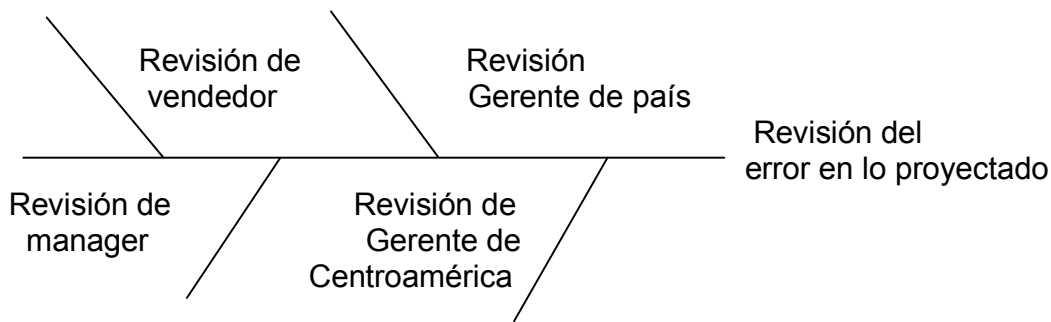 Revisión de
vendedor
Revisión
Gerente de país
Revisión del
error en lo proyectado
Revisión de
manager
Revisión de
Gerente de
Centroamérica